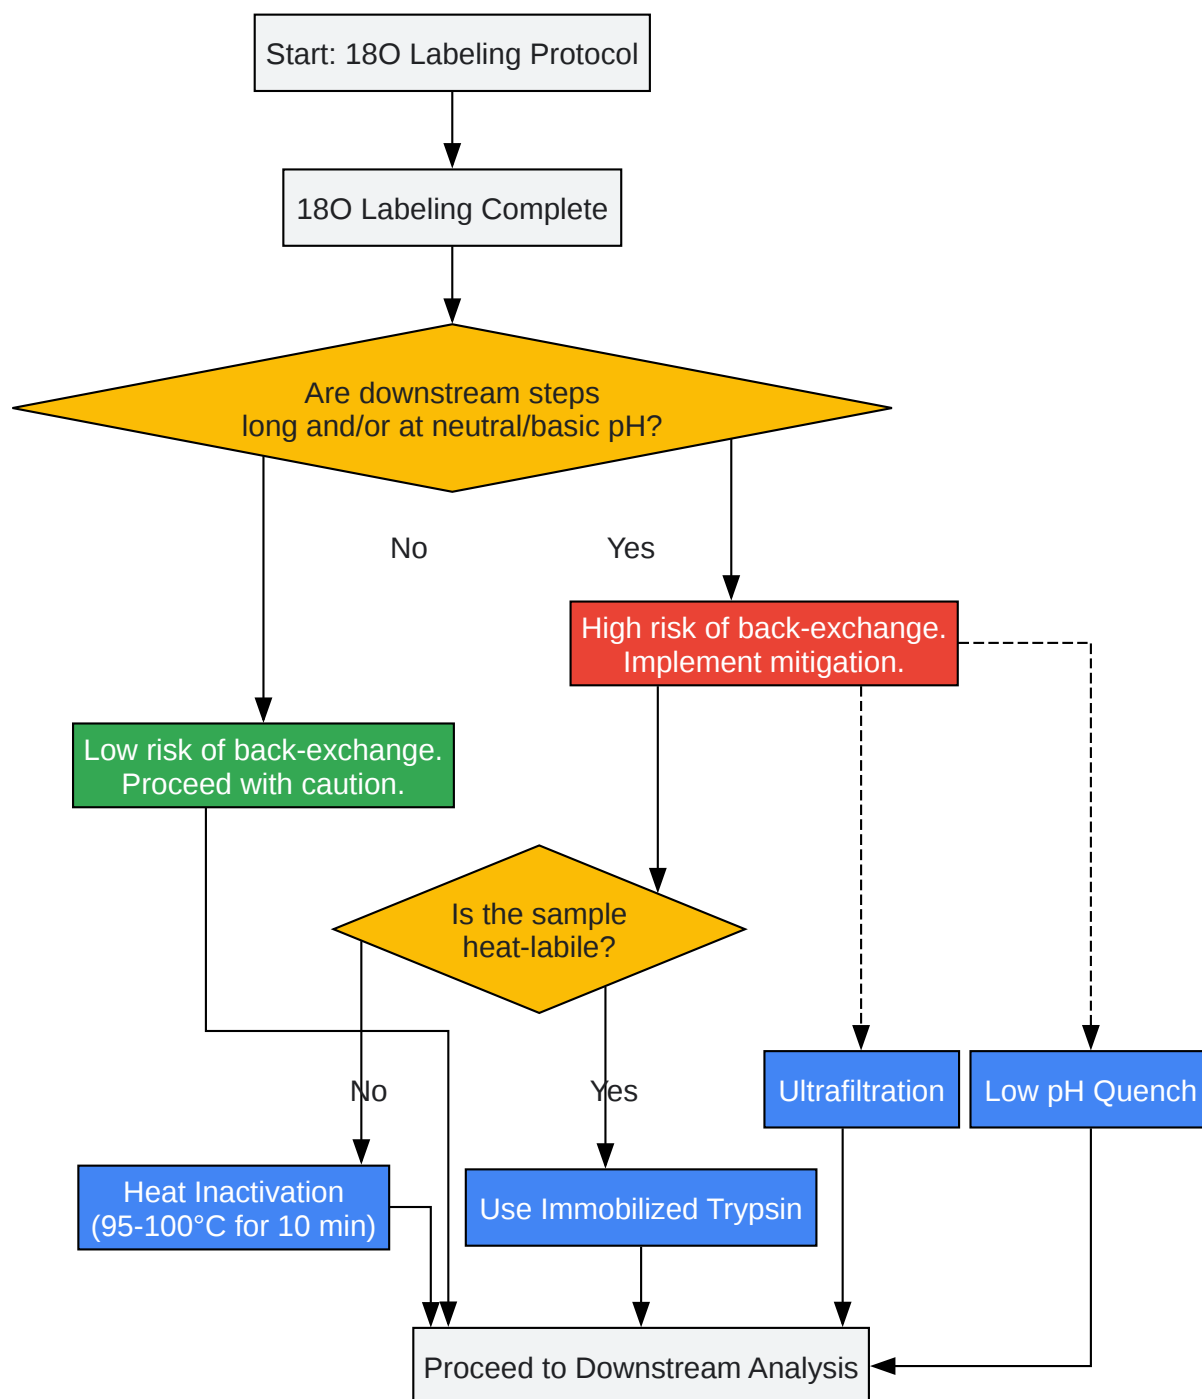 Start: 18O Labeling Protocol
18O Labeling Complete
Are downstream steps
long and/or at neutral/basic pH?
No
Yes
High risk of back-exchange.
Implement mitigation.
Low risk of back-exchange.
Proceed with caution.
Is the sample
heat-labile?
No
Yes
Ultrafiltration
Low pH Quench
Heat Inactivation
(95-100°C for 10 min)
Use Immobilized Trypsin
Proceed to Downstream Analysis